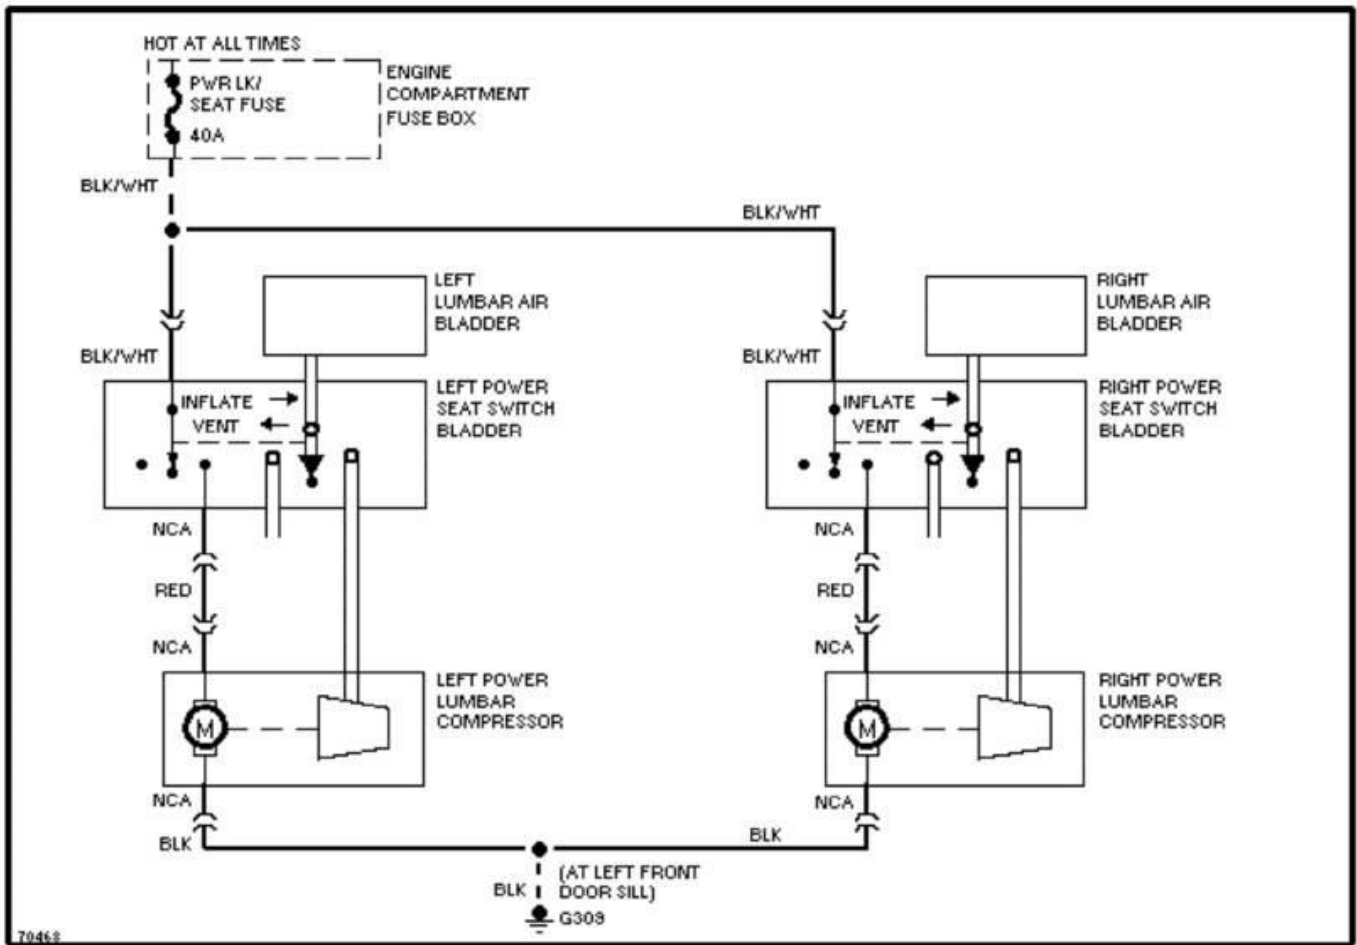 HOT AT ALL TIMES
PWR LK/
SEAT FUSE
40A
ENGINE
COMPARTMENT
FUSE BOX
BLK/WHT
BLK/WHT
LEFT
LUMBAR AIR
BLADDER
RIGHT
LUMBAR AIR
BLADDER
BLK/WHT
BLK/WHT
INFLATE
VENT
LEFT POWER
SEAT SWITCH
BLADDER
INFLATE
VENT
RIGHT POWER
SEAT SWITCH
BLADDER
NCA
RED
NCA
NCA
RED
NCA
M
LEFT POWER
LUMBAR
COMPRESSOR
M
RIGHT POWER
LUMBAR
COMPRESSOR
NCA
BLK
NCA
BLK
BLK
(AT LEFT FRONT
DOOR SILL)
G309
70468